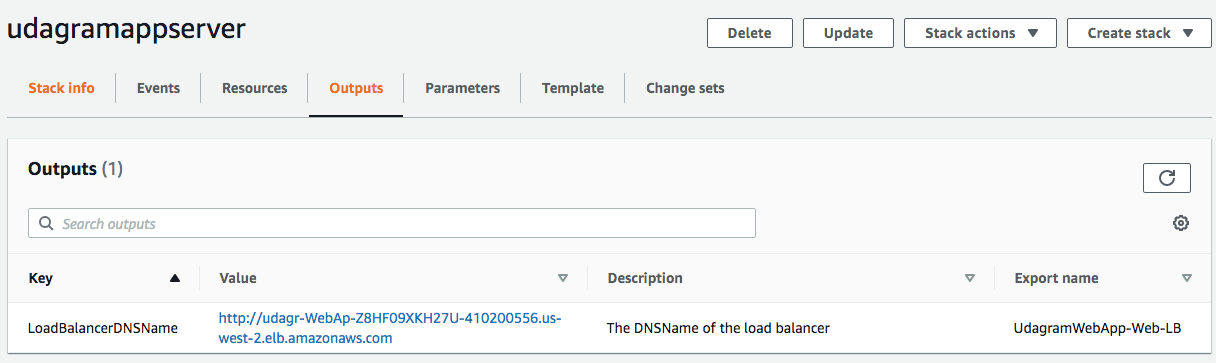 udagramappserver
Delete Update Stack actions Create stack
Stack info Events Resources Outputs Parameters Template Change sets
Outputs (1)
Search outputs
Key Value Description Export name
LoadBalancerDNSName http://udagr-WebAp-Z8HF09XKH27U-410200556.us- The DNSName of the load balancer UdagramWebApp-Web-LB
west-2.elb.amazonaws.com